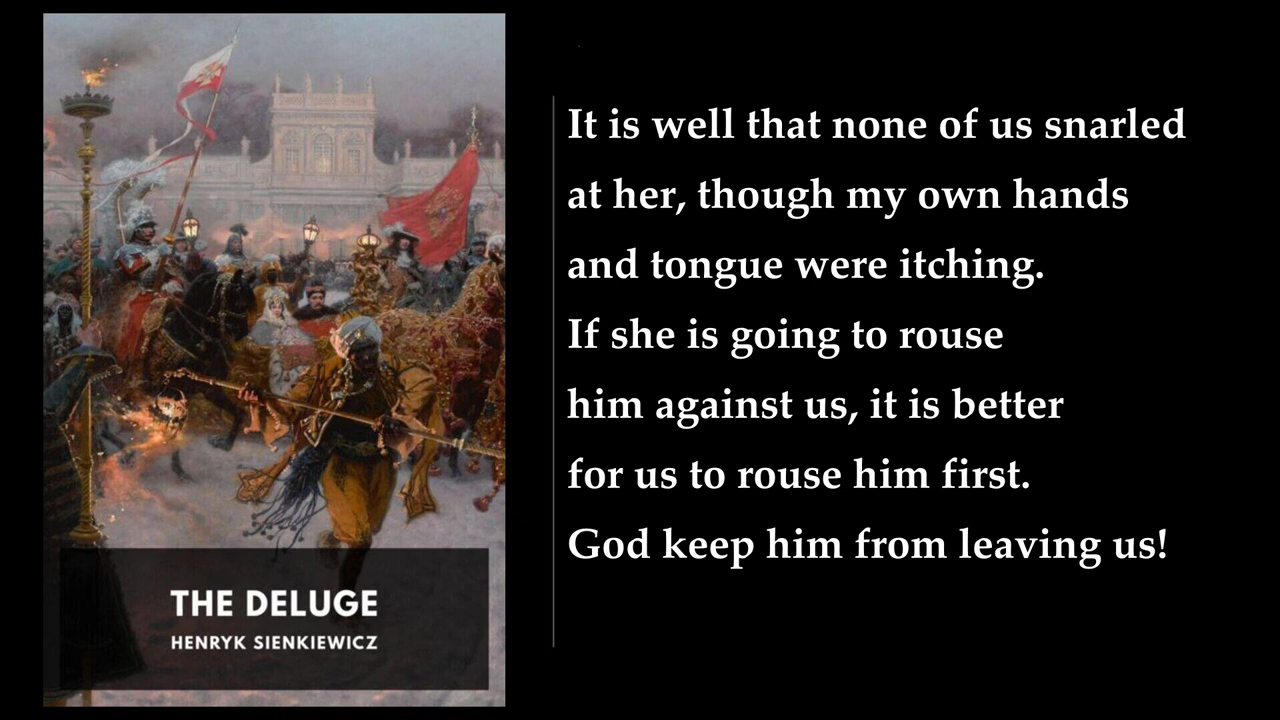 It is well that none of us snarled
at her, though my own hands
and tongue were itching.
If she is going to rouse
him against us, it is better
for us to rouse him first.
God keep him from leaving us!
THE DELUGE
HENRYK SIENKIEWICZ